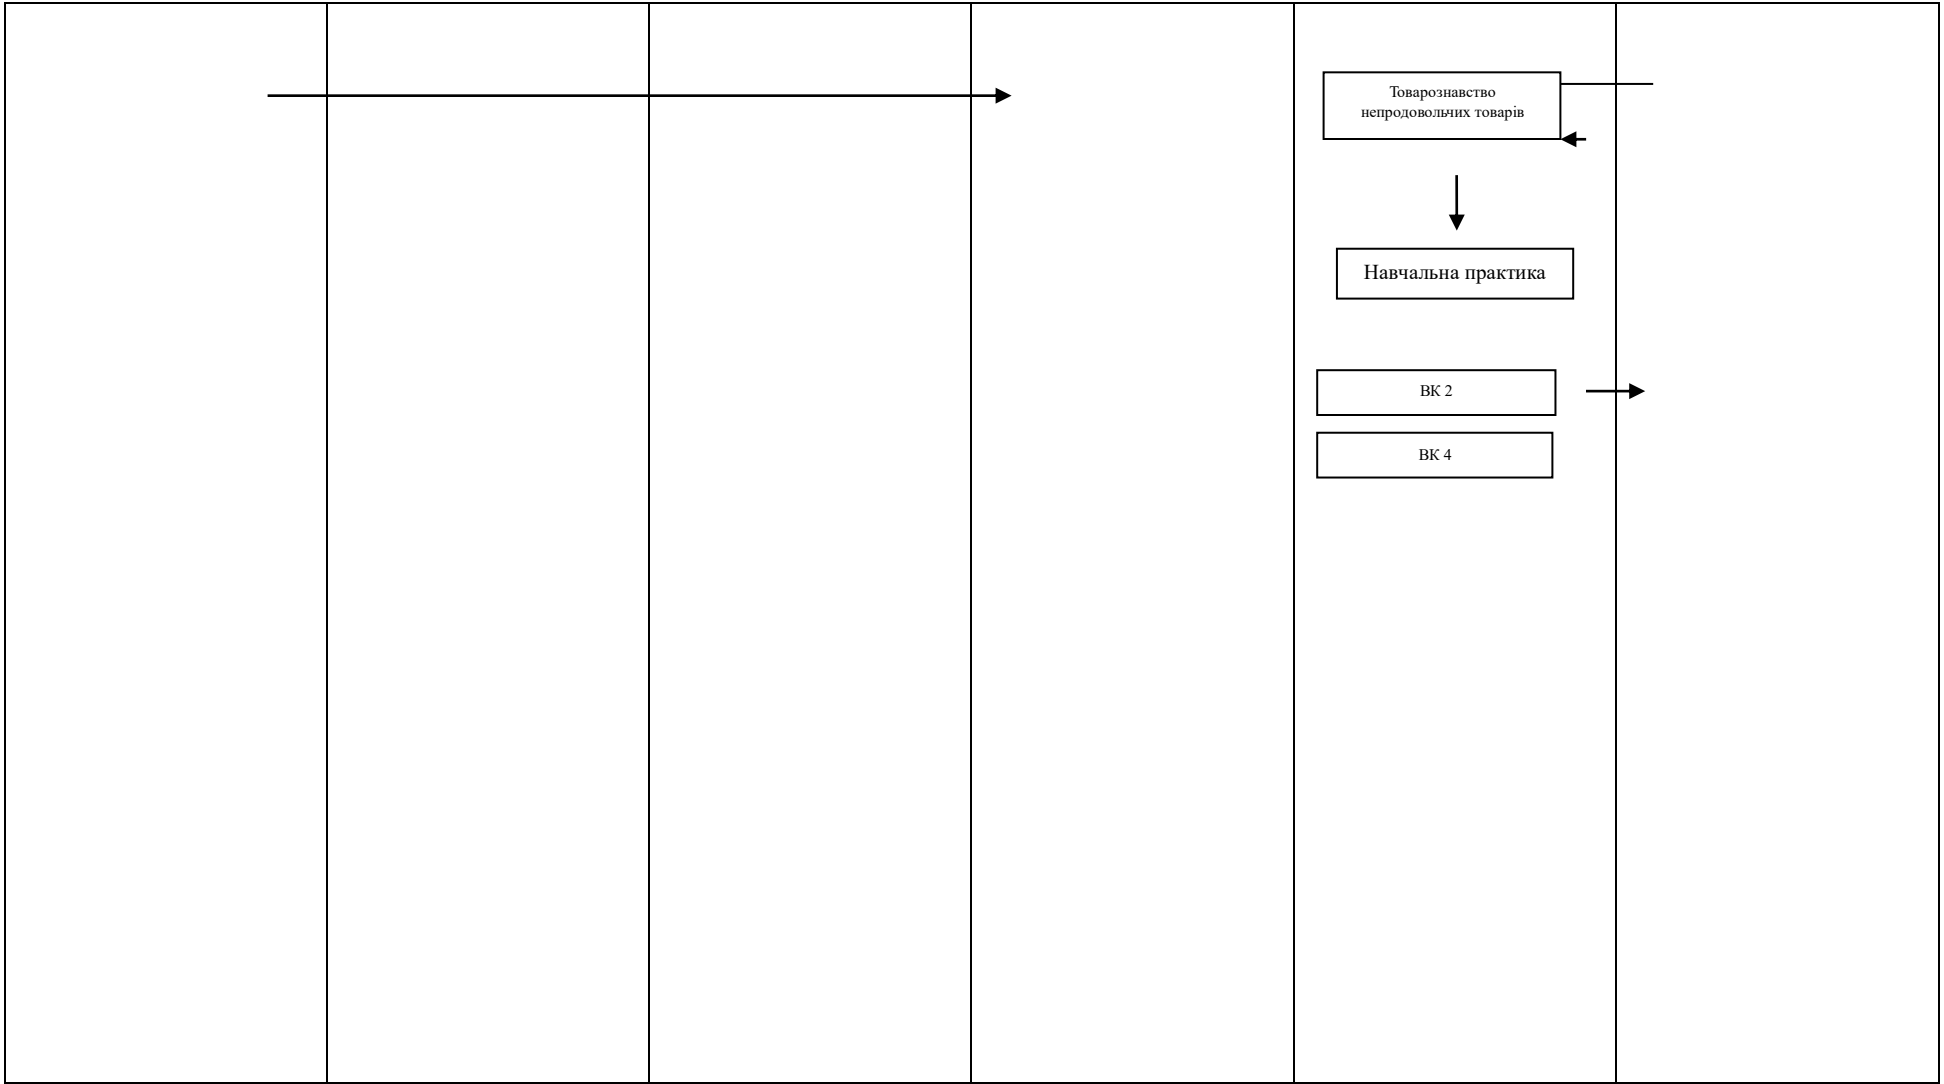 Товарознавство
непродовольчих товарів
Навчальна практика
ВК 2
ВК 4